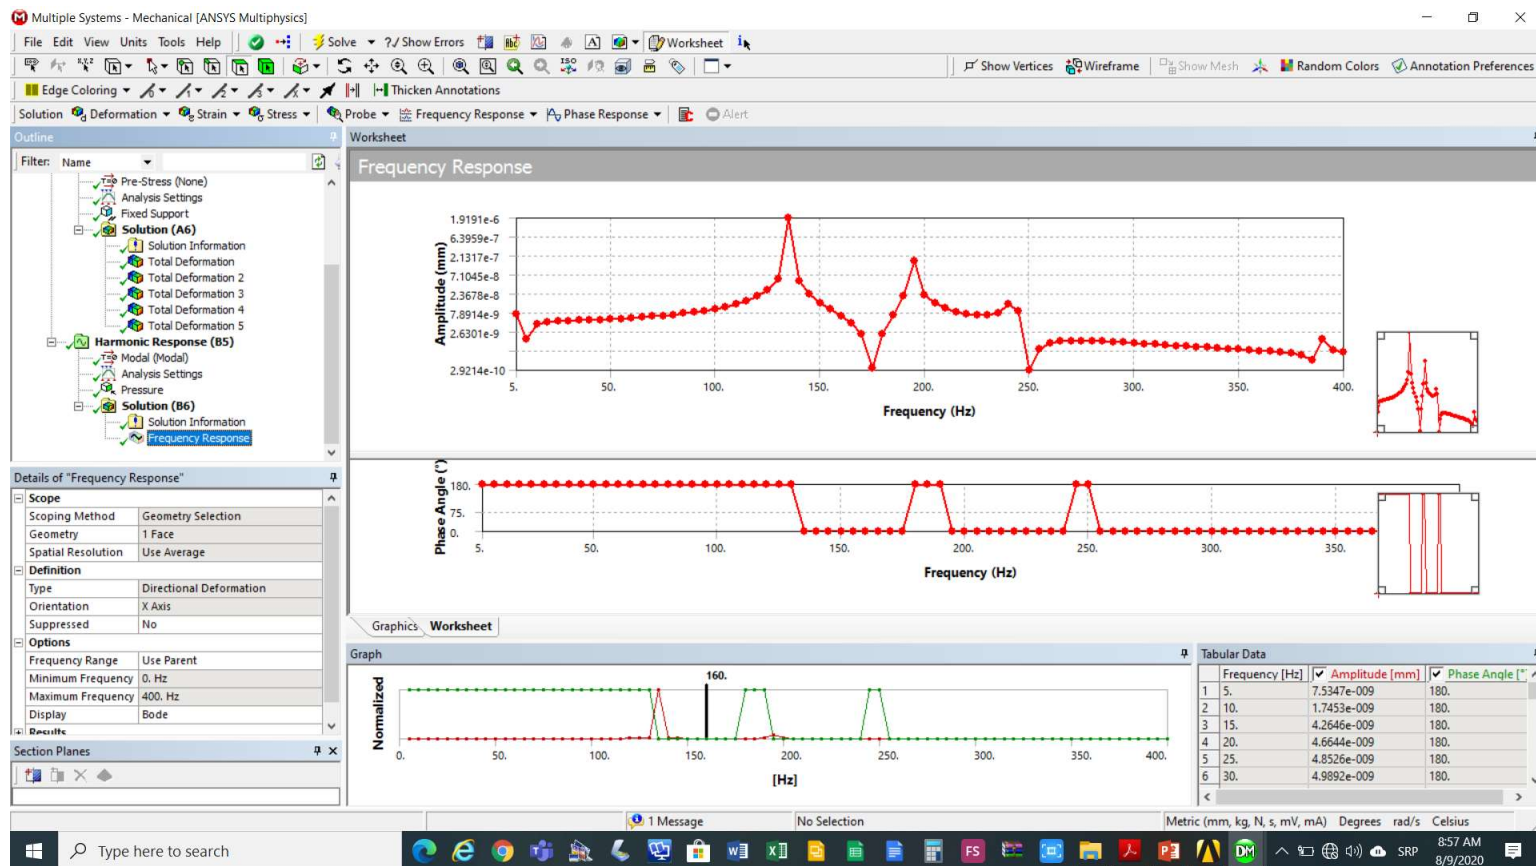 Multiple Systems - Mechanical [ANSYS Multiphysics]
File Edit View Units Tools Help Solve ?/Show Errors A Worksheet i
Show Vertices Wireframe Show Mesh Random Colors Annotation Preferences
Edge Coloring Thicken Annotations
Solution Deformation Strain Stress Probe Frequency Response Phase Response Alert
Outline
Filter: Name
Pre-Stress (None)
Analysis Settings
Fixed Support
Solution (A6)
Solution Information
Total Deformation
Total Deformation 2
Total Deformation 3
Total Deformation 4
Total Deformation 5
Harmonic Response (B5)
Modal (Modal)
Analysis Settings
Pressure
Solution (B6)
Solution Information
Frequency Response
Details of "Frequency Response"
Scope
Scoping Method Geometry Selection
Geometry 1 Face
Spatial Resolution Use Average
Definition
Type Directional Deformation
Orientation X Axis
Suppressed No
Options
Frequency Range Use Parent
Minimum Frequency 0. Hz
Maximum Frequency 400. Hz
Display Bode
Results
Section Planes
Worksheet
Frequency Response
Amplitude (mm)
1.9191e-6
6.3959e-7
2.1317e-7
7.1045e-8
2.3678e-8
7.8914e-9
2.6301e-9
2.9214e-10
5. 50. 100. 150. 200. 250. 300. 350. 400.
Frequency (Hz)
Phase Angle (°)
180.
75.
0.
5. 50. 100. 150. 200. 250. 300. 350.
Frequency (Hz)
Graphics Worksheet
Graph
Normalized
160.
0. 50. 100. 150. 200. 250. 300. 350. 400.
[Hz]
Tabular Data
Frequency [Hz] Amplitude [mm] Phase Angle [°
1 5. 7.5347e-009 180.
2 10. 1.7453e-009 180.
3 15. 4.2646e-009 180.
4 20. 4.6644e-009 180.
5 25. 4.8526e-009 180.
6 30. 4.9892e-009 180.
1 Message No Selection Metric (mm, kg, N, s, mV, mA) Degrees rad/s Celsius
Type here to search
FS
DM
SRP
8:57 AM
8/9/2020